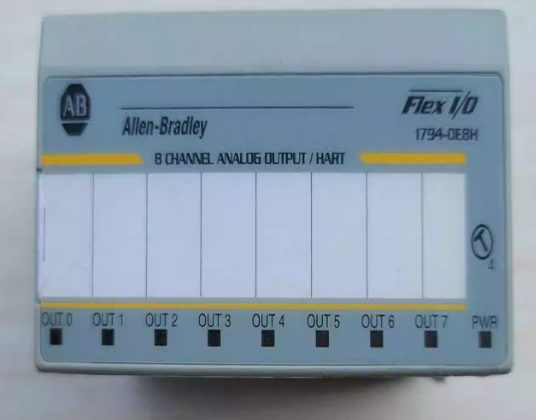 AB
Allen-Bradley
Flex I/O
1794-OE8H
8 CHANNEL ANALOG OUTPUT / HART
4
OUT 0 OUT 1 OUT 2 OUT 3 OUT 4 OUT 5 OUT 6 OUT 7 PWR